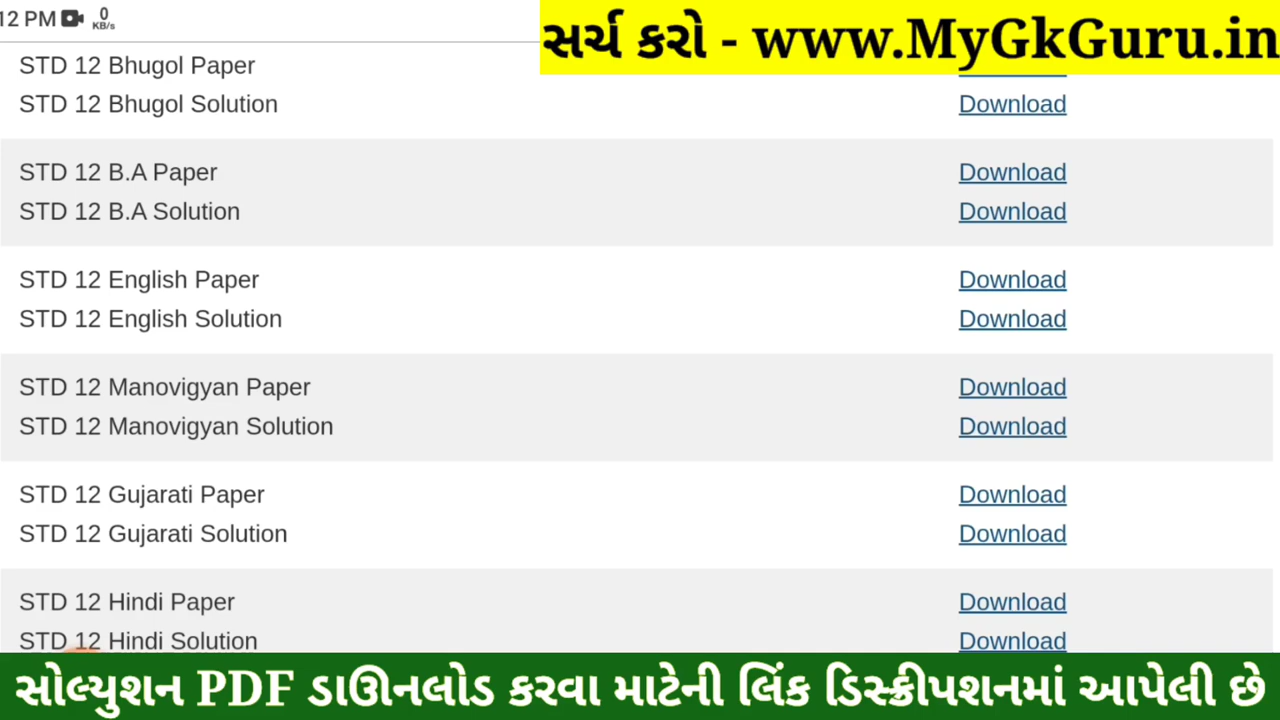 12 PM 0 KB/s
સર્ચ કરો - www.MyGkGuru.in
STD 12 Bhugol Paper
STD 12 Bhugol Solution Download
STD 12 B.A Paper Download
STD 12 B.A Solution Download
STD 12 English Paper Download
STD 12 English Solution Download
STD 12 Manovigyan Paper Download
STD 12 Manovigyan Solution Download
STD 12 Gujarati Paper Download
STD 12 Gujarati Solution Download
STD 12 Hindi Paper Download
STD 12 Hindi Solution Download
સોલ્યુશન PDF ડાઊનલોડ કરવા માટેની લિંક ડિસ્ક્રીપશનમાં આપેલી છે